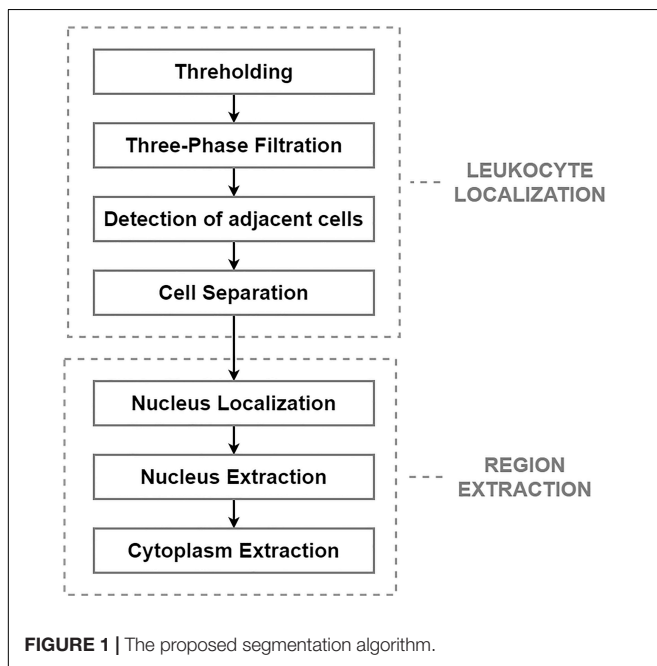 Threholding
Three-Phase Filtration
Detection of adjacent cells
Cell Separation
LEUKOCYTE
LOCALIZATION
Nucleus Localization
Nucleus Extraction
Cytoplasm Extraction
REGION
EXTRACTION
FIGURE 1 | The proposed segmentation algorithm.